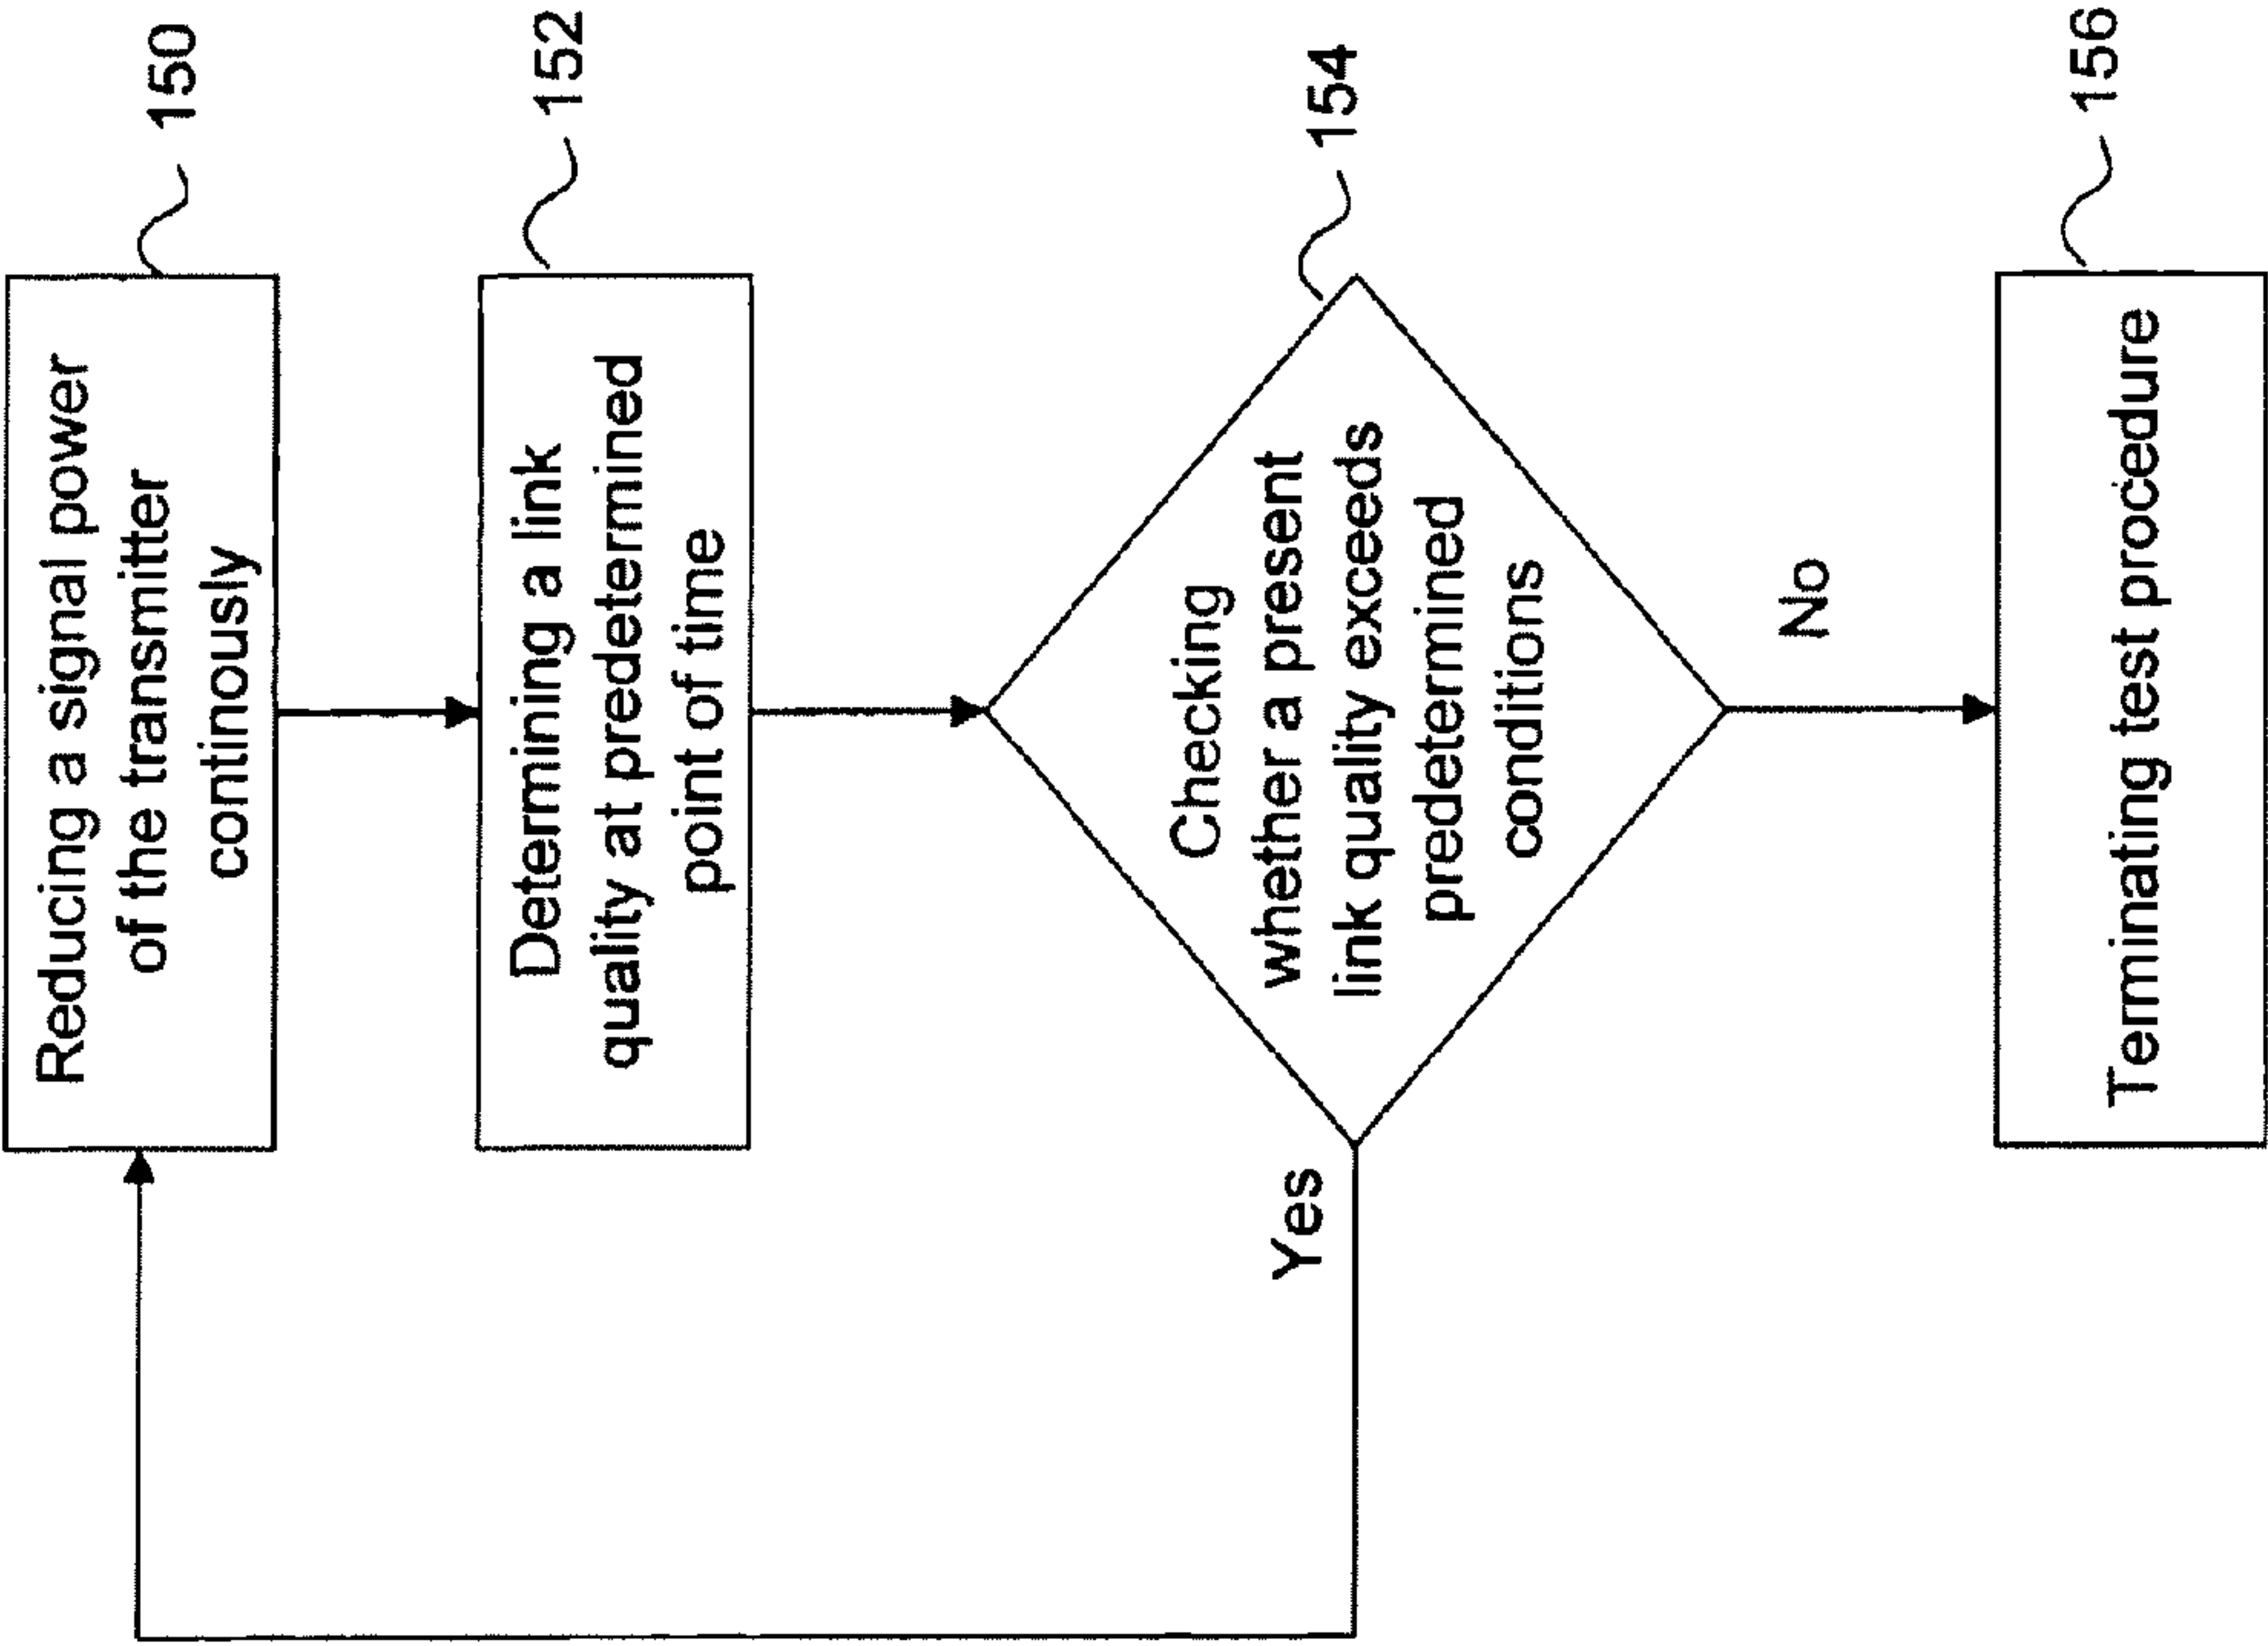 Reducing a signal power
of the transmitter
continously
150
Determining a link
quality at predetermined
point of time
152
Checking
whether a present
link quality exceeds
predetermined
conditions
154
Yes
No
Terminating test procedure
156